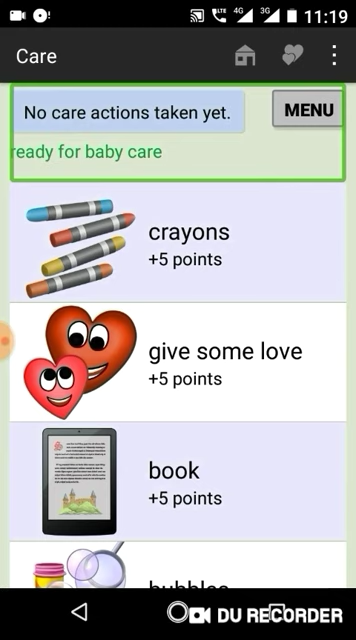 4G 3G 11:19
Care
No care actions taken yet.
MENU
ready for baby care
crayons
+5 points
give some love
+5 points
book
+5 points
bubbles
DU RECORDER